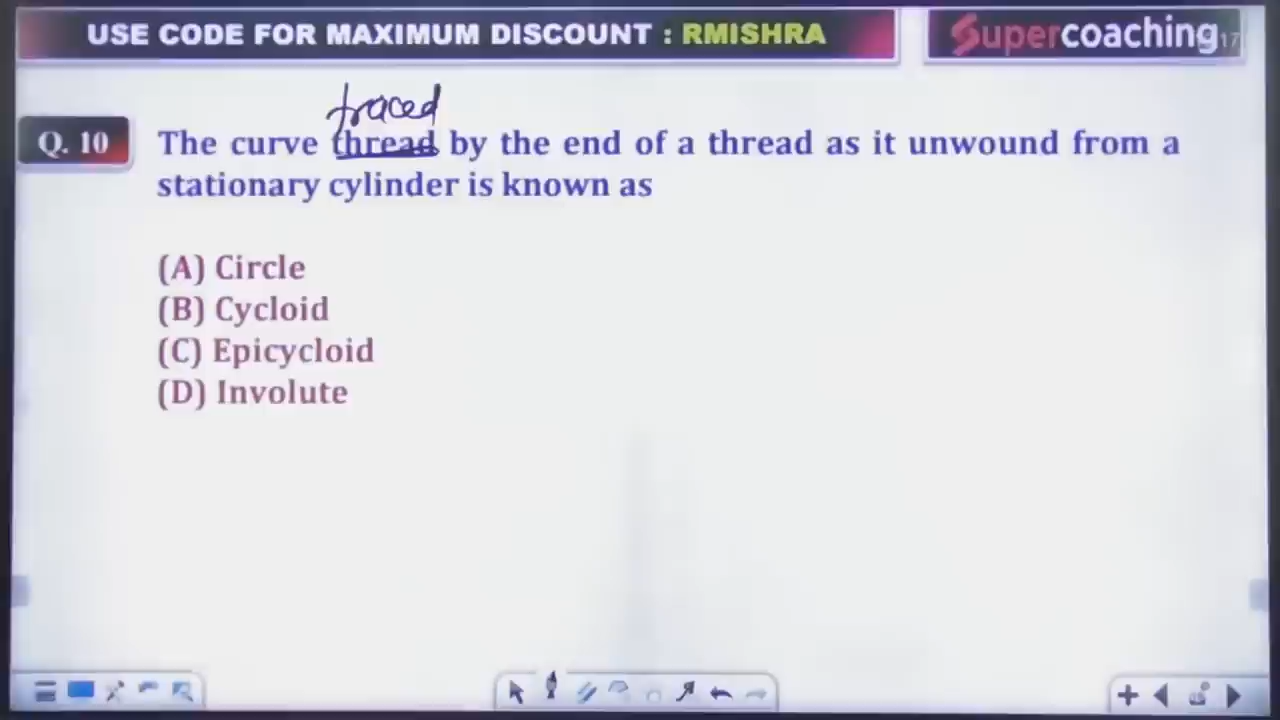 USE CODE FOR MAXIMUM DISCOUNT : RMISHRA
Supercoaching
17
traced
Q. 10
The curve thread by the end of a thread as it unwound from a
stationary cylinder is known as
(A) Circle
(B) Cycloid
(C) Epicycloid
(D) Involute